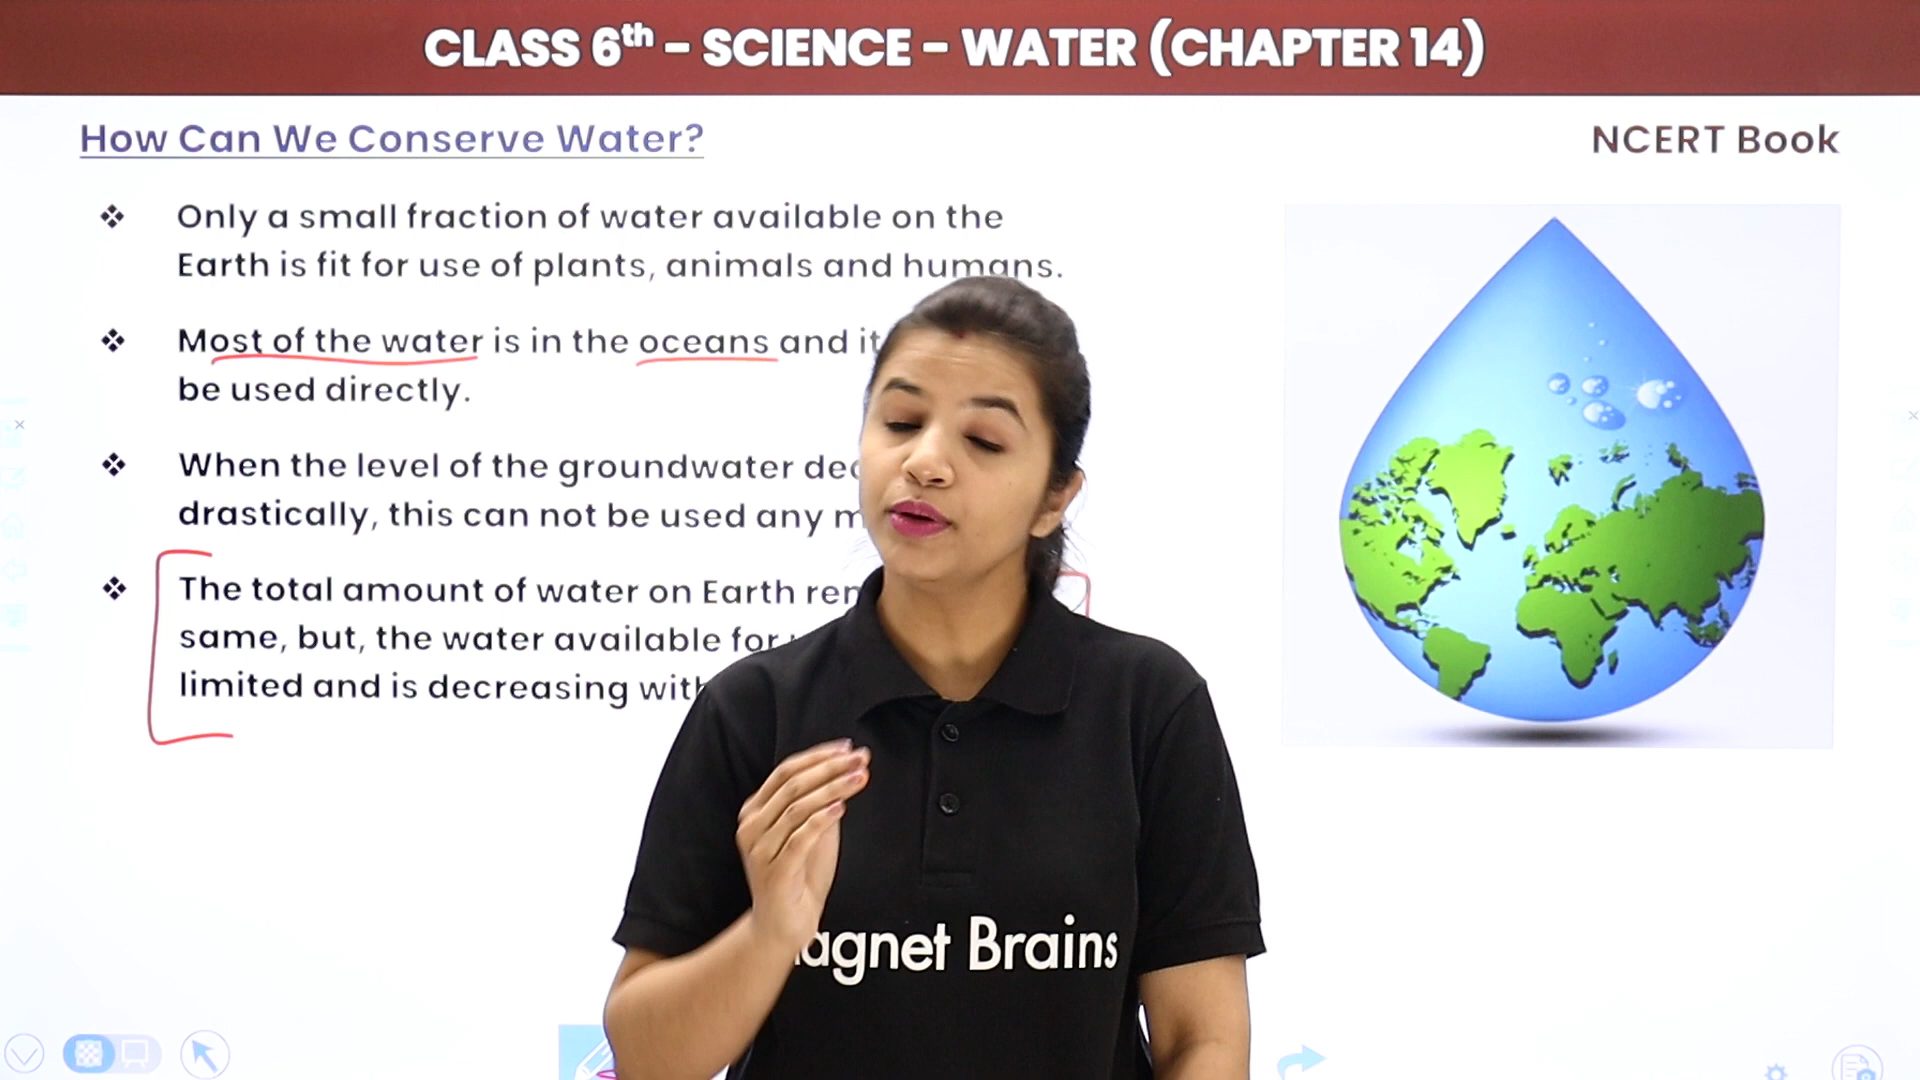 CLASS 6th – SCIENCE – WATER (CHAPTER 14)
How Can We Conserve Water?
NCERT Book
❖ Only a small fraction of water available on the
Earth is fit for use of plants, animals and humans.
❖ Most of the water is in the oceans and it
be used directly.
❖ When the level of the groundwater
drastically, this can not be used any
❖ The total amount of water on Earth
same, but, the water available for
limited and is decreasing with
agnet Brains